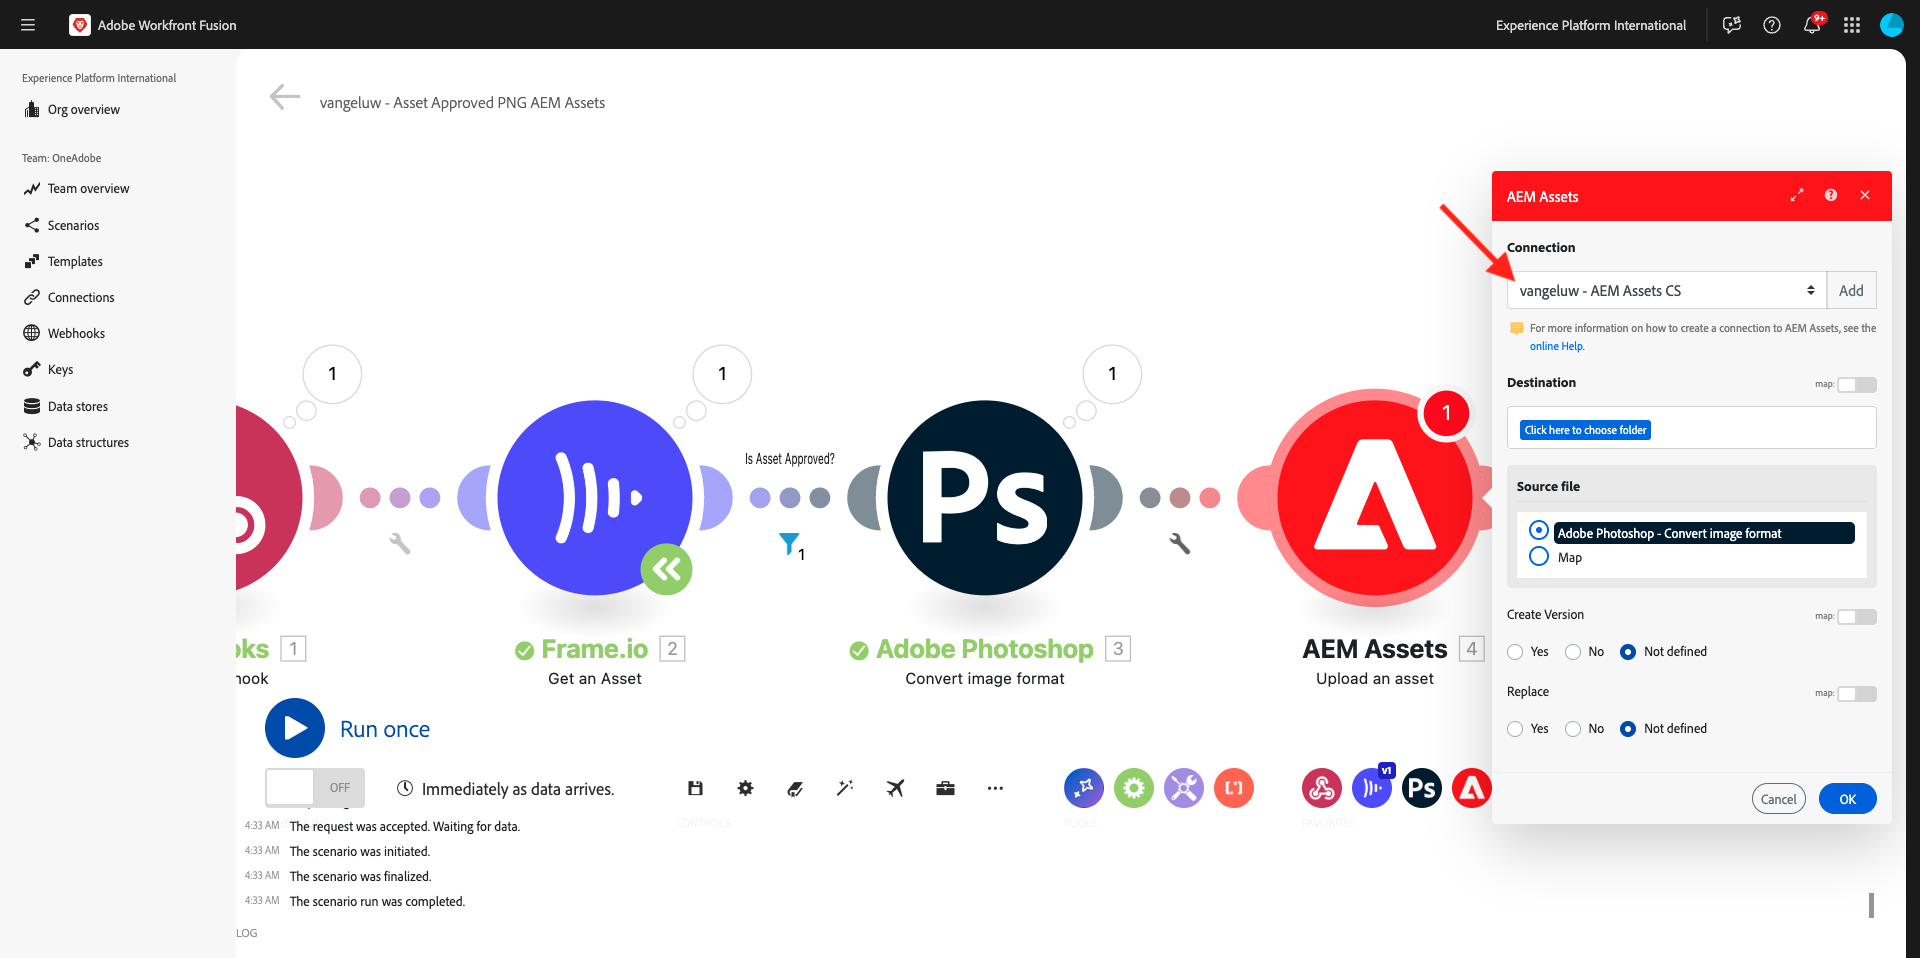 Adobe Workfront Fusion
Experience Platform International
9+
Experience Platform International
Org overview
Team: OneAdobe
Team overview
Scenarios
Templates
Connections
Webhooks
Keys
Data stores
Data structures
vangeluw - Asset Approved PNG AEM Assets
1
1
1
1
Is Asset Approved?
1
Ps
oks 1
nook
Frame.io 2
Get an Asset
Adobe Photoshop 3
Convert image format
AEM Assets 4
Upload an asset
Run once
OFF
Immediately as data arrives.
v1
Ps
CONTROLS
TOOLS
FAVORITES
4:33 AM The request was accepted. Waiting for data.
4:33 AM The scenario was initiated.
4:33 AM The scenario was finalized.
4:33 AM The scenario run was completed.
LOG
AEM Assets
Connection
vangeluw - AEM Assets CS
Add
For more information on how to create a connection to AEM Assets, see the
online Help.
Destination
map:
Click here to choose folder
Source file
Adobe Photoshop - Convert image format
Map
Create Version
map:
Yes No Not defined
Replace
map:
Yes No Not defined
Cancel OK